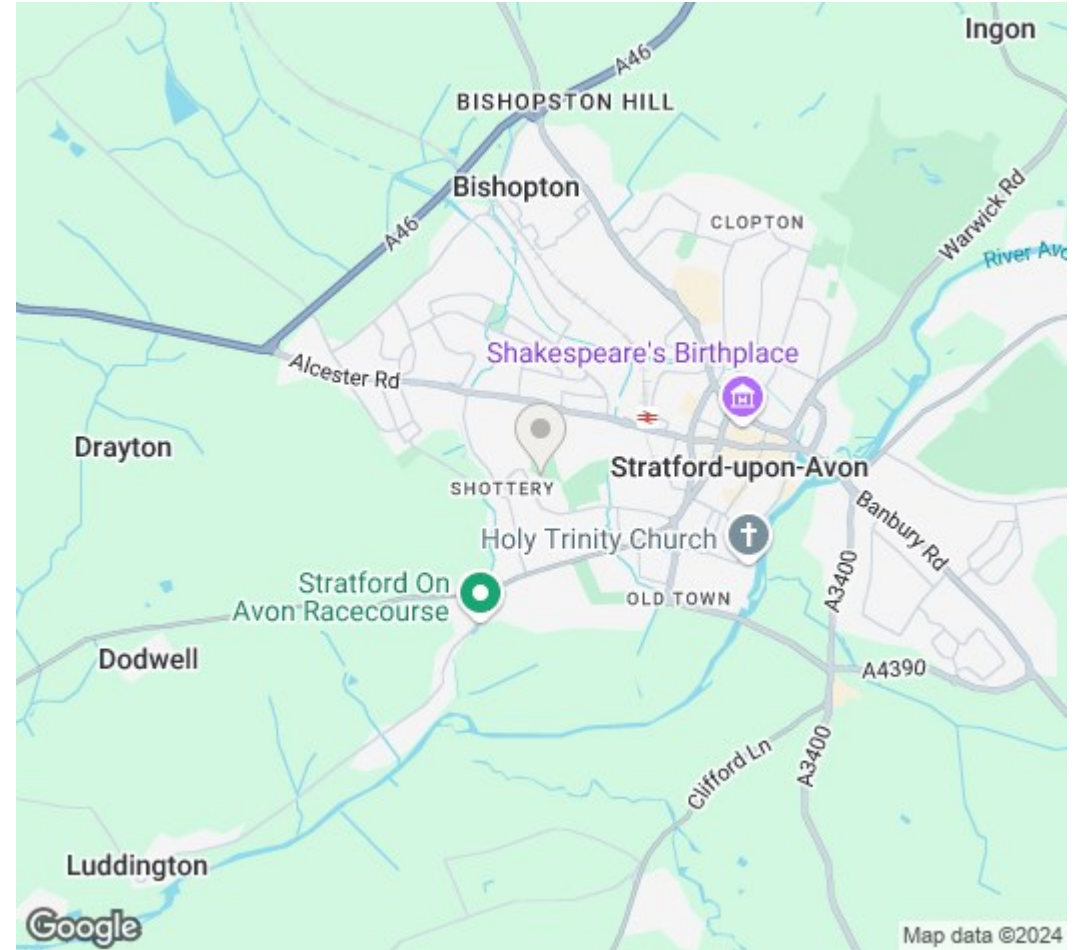 Ingon
A46
BISHOPSTON HILL
Bishopton
Warwick Rd
CLOPTON
A46
River Avo
Shakespeare's Birthplace
Alcester Rd
Drayton
Stratford-upon-Avon
SHOTTERY
Banbury Rd
Holy Trinity Church
A3400
Stratford On
Avon Racecourse
OLD TOWN
Dodwell
A4390
Clifford Ln
A3400
Luddington
Google
Map data ©2024